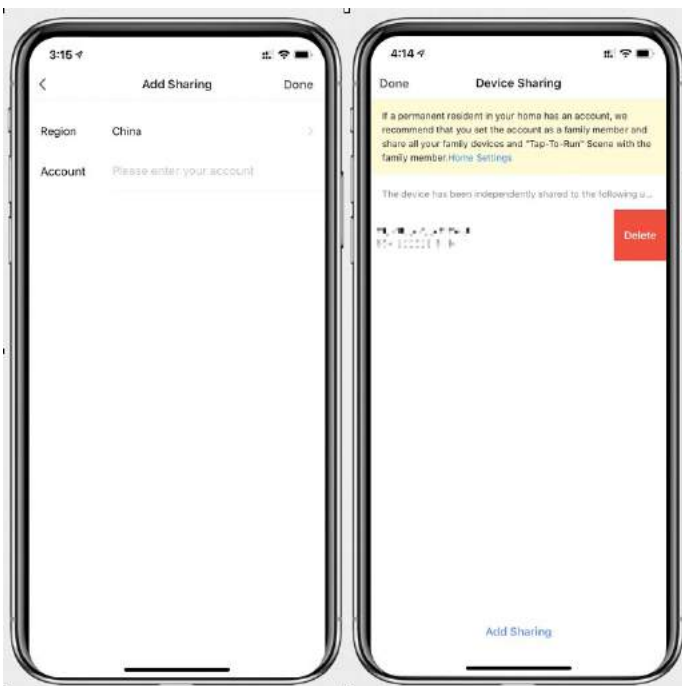 3:15
Add Sharing
Done
Region
China
Account
Please enter your account
4:14
Done
Device Sharing
If a permanent resident in your home has an account, we
recommend that you set the account as a family member and
share all your family devices and "Tap-To-Run" Scene with the
family member.Home Settings
The device has been independently shared to the following u...
Delete
Add Sharing